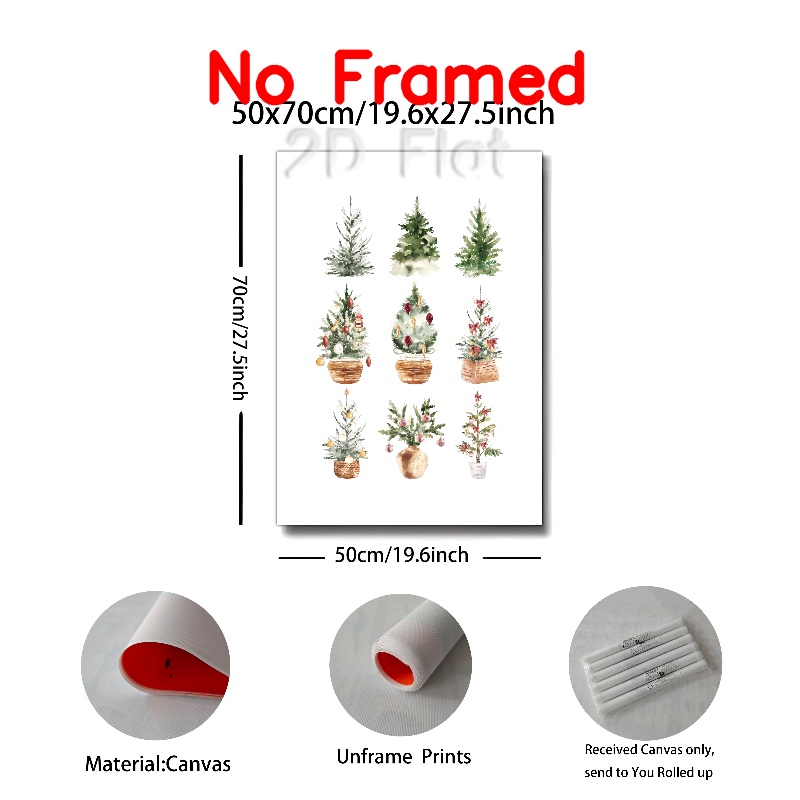 No Framed
50x70cm/19.6x27.5inch
2D Flat
70cm/27.5inch
50cm/19.6inch
Material:Canvas
Unframe Prints
Received Canvas only,
send to You Rolled up